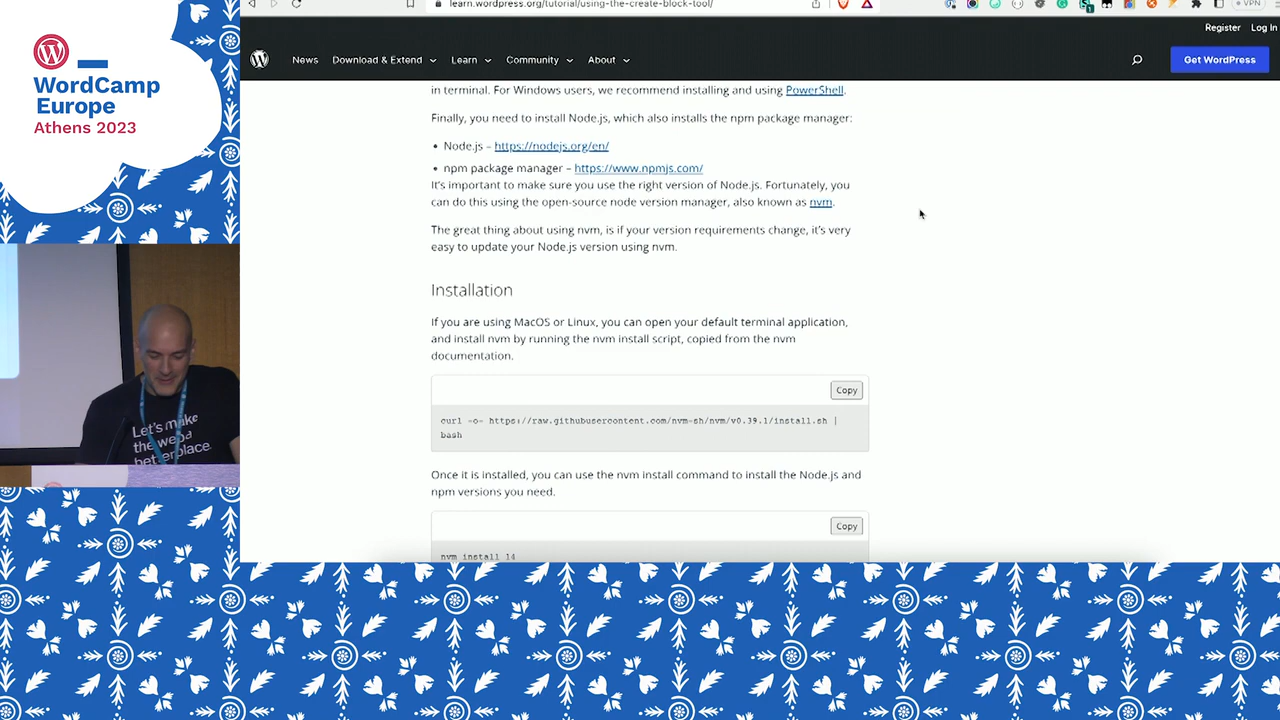 WordCamp
Europe
Athens 2023
learn.wordpress.org/tutorial/using-the-create-block-tool/
VPN
Register
Log In
News
Download & Extend
Learn
Community
About
Get WordPress
in terminal. For Windows users, we recommend installing and using PowerShell.
Finally, you need to install Node.js, which also installs the npm package manager:
• Node.js – https://nodejs.org/en/
• npm package manager – https://www.npmjs.com/
It's important to make sure you use the right version of Node.js. Fortunately, you
can do this using the open-source node version manager, also known as nvm.
The great thing about using nvm, is if your version requirements change, it's very
easy to update your Node.js version using nvm.
Installation
If you are using MacOS or Linux, you can open your default terminal application,
and install nvm by running the nvm install script, copied from the nvm
documentation.
Copy
curl -o- https://raw.githubusercontent.com/nvm-sh/nvm/v0.39.1/install.sh |
bash
Once it is installed, you can use the nvm install command to install the Node.js and
npm versions you need.
Copy
nvm install 14
Let's make
the web a
better place.